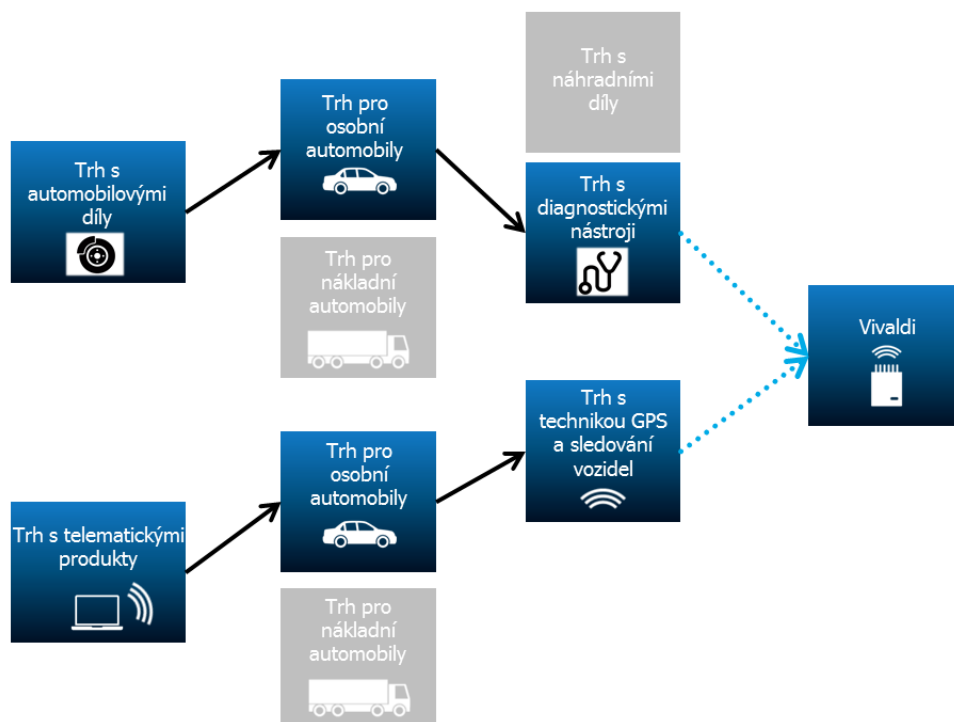 Trh s
náhradními
díly
Trh pro
osobní
automobily
Trh s
automobilovými
díly
Trh s
diagnostickými
nástroji
Trh pro
nákladní
automobily
Vivaldi
Trh s
technikou GPS
a sledování
vozidel
Trh pro
osobní
automobily
Trh s telematickými
produkty
Trh pro
nákladní
automobily